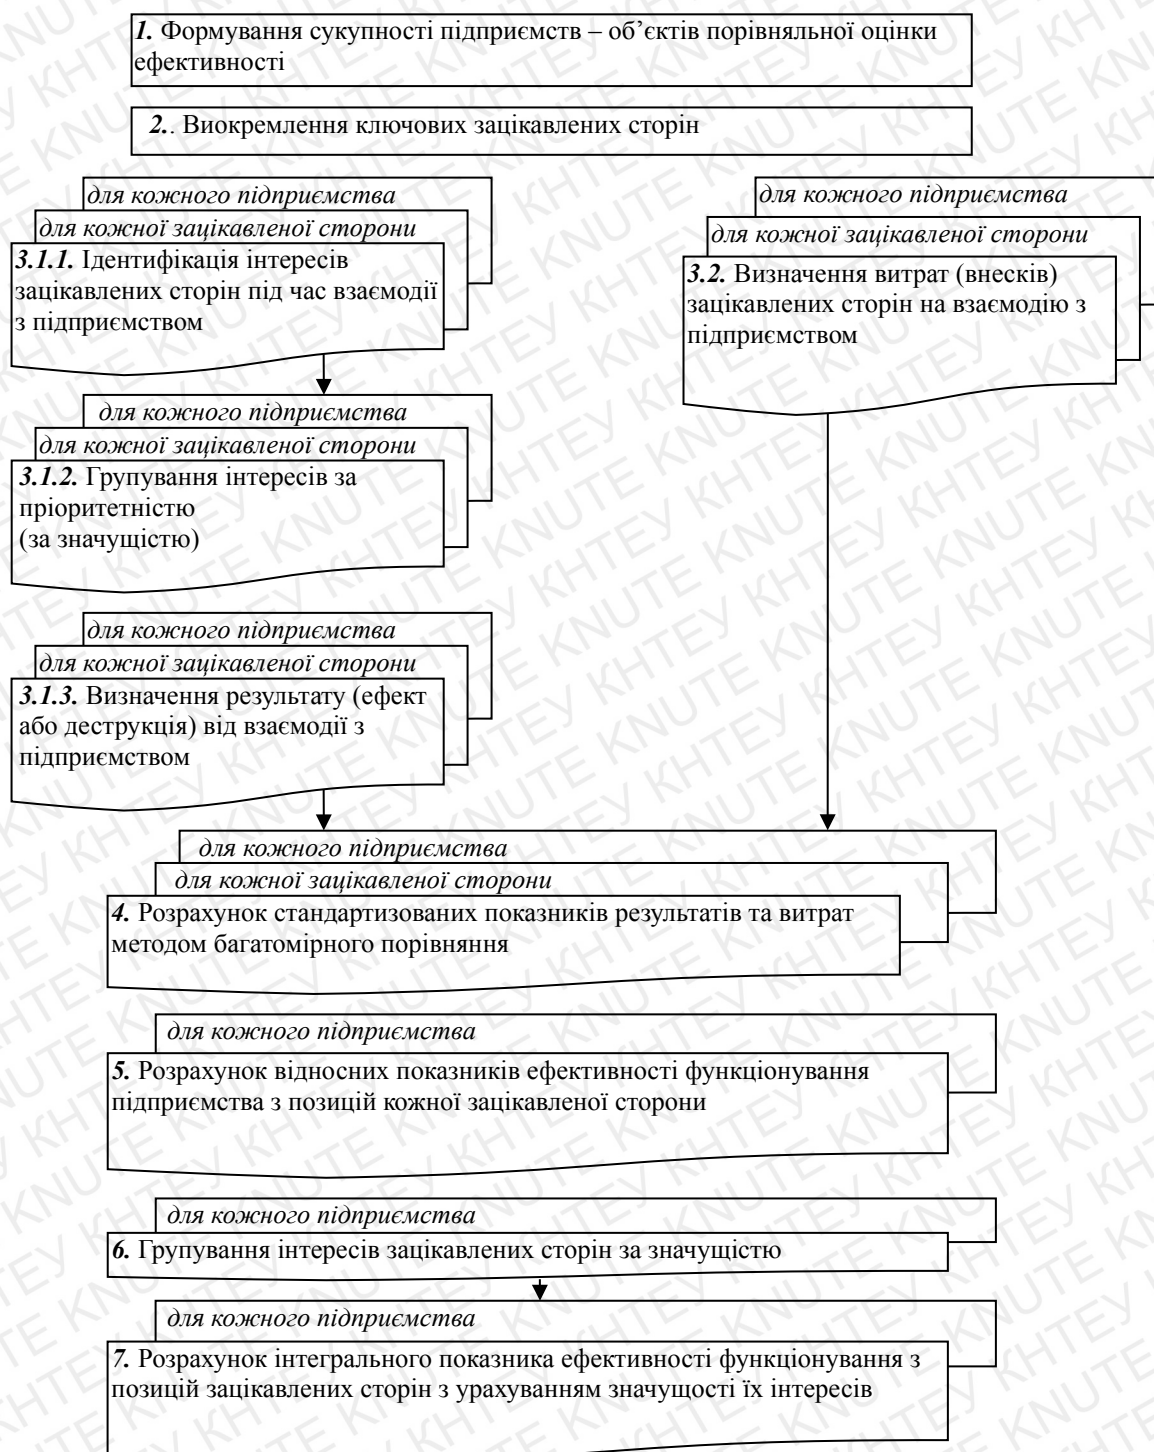 1. Формування сукупності підприємств – об’єктів порівняльної оцінки
ефективності
2.. Виокремлення ключових зацікавлених сторін
для кожного підприємства
для кожної зацікавленої сторони
3.1.1. Ідентифікація інтересів
зацікавлених сторін під час взаємодії
з підприємством
для кожного підприємства
для кожної зацікавленої сторони
3.2. Визначення витрат (внесків)
зацікавлених сторін на взаємодію з
підприємством
для кожного підприємства
для кожної зацікавленої сторони
3.1.2. Групування інтересів за
пріоритетністю
(за значущістю)
для кожного підприємства
для кожної зацікавленої сторони
3.1.3. Визначення результату (ефект
або деструкція) від взаємодії з
підприємством
для кожного підприємства
для кожної зацікавленої сторони
4. Розрахунок стандартизованих показників результатів та витрат
методом багатомірного порівняння
для кожного підприємства
5. Розрахунок відносних показників ефективності функціонування
підприємства з позицій кожної зацікавленої сторони
для кожного підприємства
6. Групування інтересів зацікавлених сторін за значущістю
для кожного підприємства
7. Розрахунок інтегрального показника ефективності функціонування з
позицій зацікавлених сторін з урахуванням значущості їх інтересів